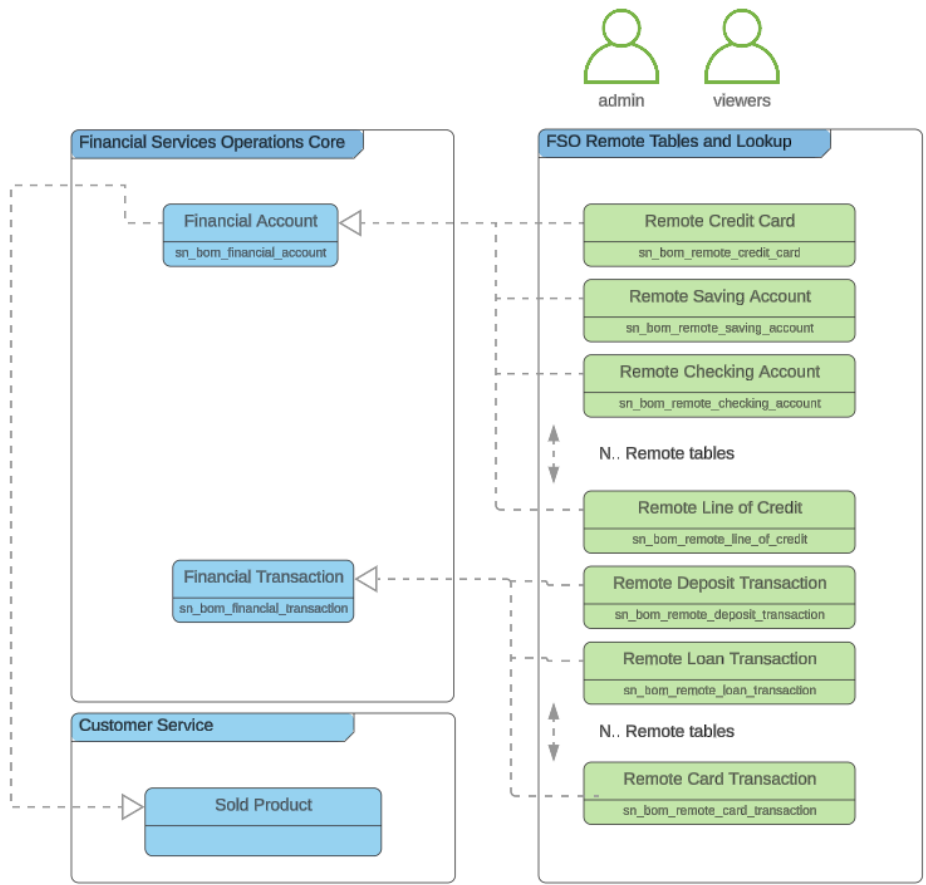 admin
viewers
Financial Services Operations Core
Financial Account
sn_bom_financial_account
Financial Transaction
sn_bom_financial_transaction
Customer Service
Sold Product
FSO Remote Tables and Lookup
Remote Credit Card
sn_bom_remote_credit_card
Remote Saving Account
sn_bom_remote_saving_account
Remote Checking Account
sn_bom_remote_checking_account
N.. Remote tables
Remote Line of Credit
sn_bom_remote_line_of_credit
Remote Deposit Transaction
sn_bom_remote_deposit_transaction
Remote Loan Transaction
sn_bom_remote_loan_transaction
N.. Remote tables
Remote Card Transaction
sn_bom_remote_card_transaction